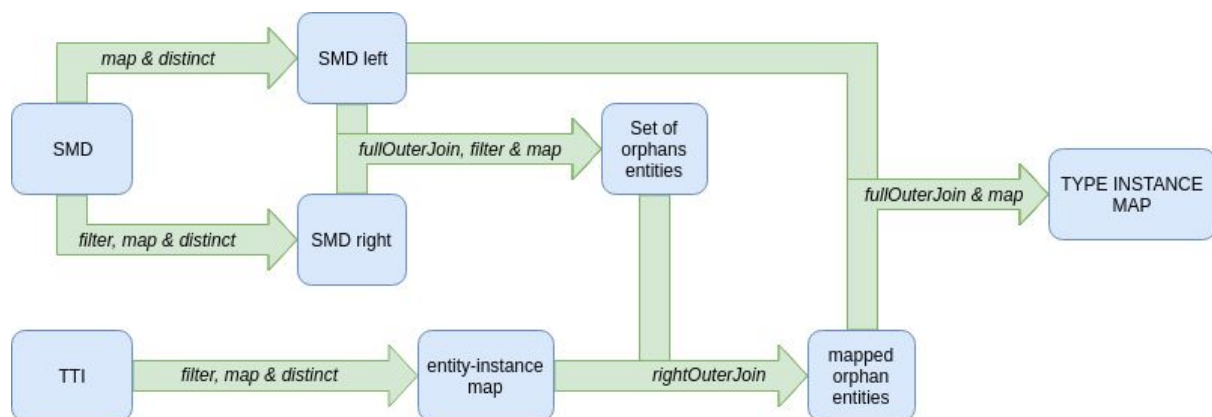 map & distinct
SMD left
SMD
fullOuterJoin, filter & map
Set of
orphans
entities
fullOuterJoin & map
TYPE INSTANCE
MAP
filter, map & distinct
SMD right
TTI
filter, map & distinct
entity-instance
map
rightOuterJoin
mapped
orphan
entities